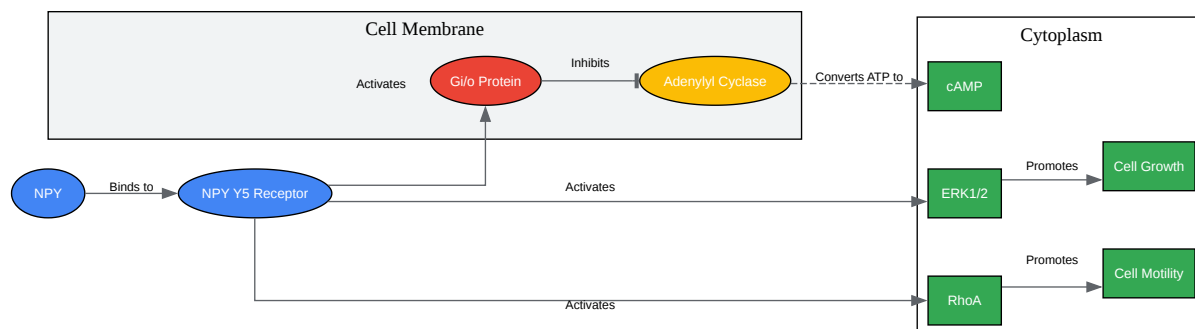 Cell Membrane
Cytoplasm
Activates
Gi/o Protein
Inhibits
Adenylyl Cyclase
Converts ATP to
cAMP
NPY
Binds to
NPY Y5 Receptor
Activates
ERK1/2
Promotes
Cell Growth
Activates
RhoA
Promotes
Cell Motility